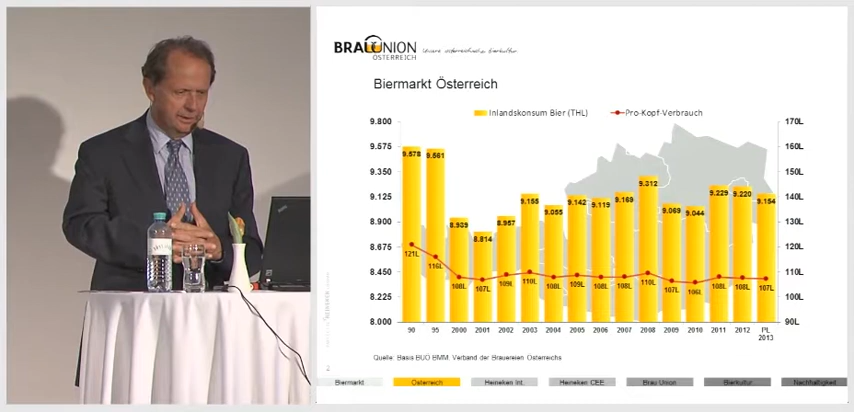 BRAU UNION
ÖSTERREICH
Biermarkt Österreich
Inlandskonsum Bier (THL) Pro-Kopf-Verbrauch
9.800 170L
9.575 160L
9.350 150L
9.125 140L
8.900 130L
8.675 120L
8.450 110L
8.225 100L
8.000 90L
9.578 9.561 8.939 8.814 8.957 9.155 9.055 9.142 9.119 9.169 9.312 9.069 9.044 9.229 9.220 9.154
121L 116L 108L 107L 109L 110L 108L 109L 108L 108L 110L 107L 106L 108L 108L 107L
90 95 2000 2001 2002 2003 2004 2005 2006 2007 2008 2009 2010 2011 2012 PL
2013
Quelle: Basis BUÖ BMM; Verband der Brauereien Österreichs
2
Biermarkt Österreich Heineken Int. Heineken CEE Brau Union Bierkultur Nachhaltigkeit